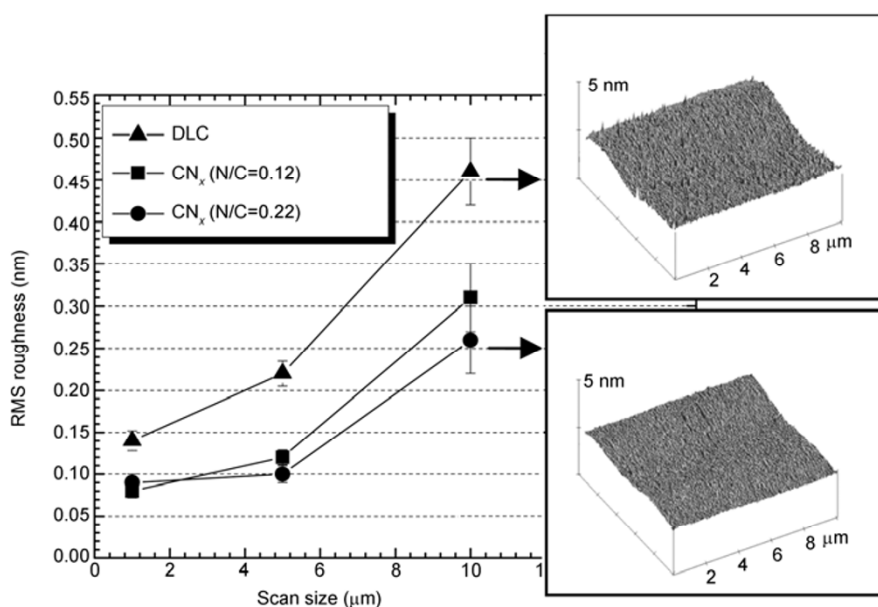 RMS roughness (nm)
0.55
0.50
0.45
0.40
0.35
0.30
0.25
0.20
0.15
0.10
0.05
0.00
DLC
CNx (N/C=0.12)
CNx (N/C=0.22)
0 2 4 6 8 10 1
Scan size (μm)
5 nm
2 4 6 8 μm
5 nm
2 4 6 8 μm